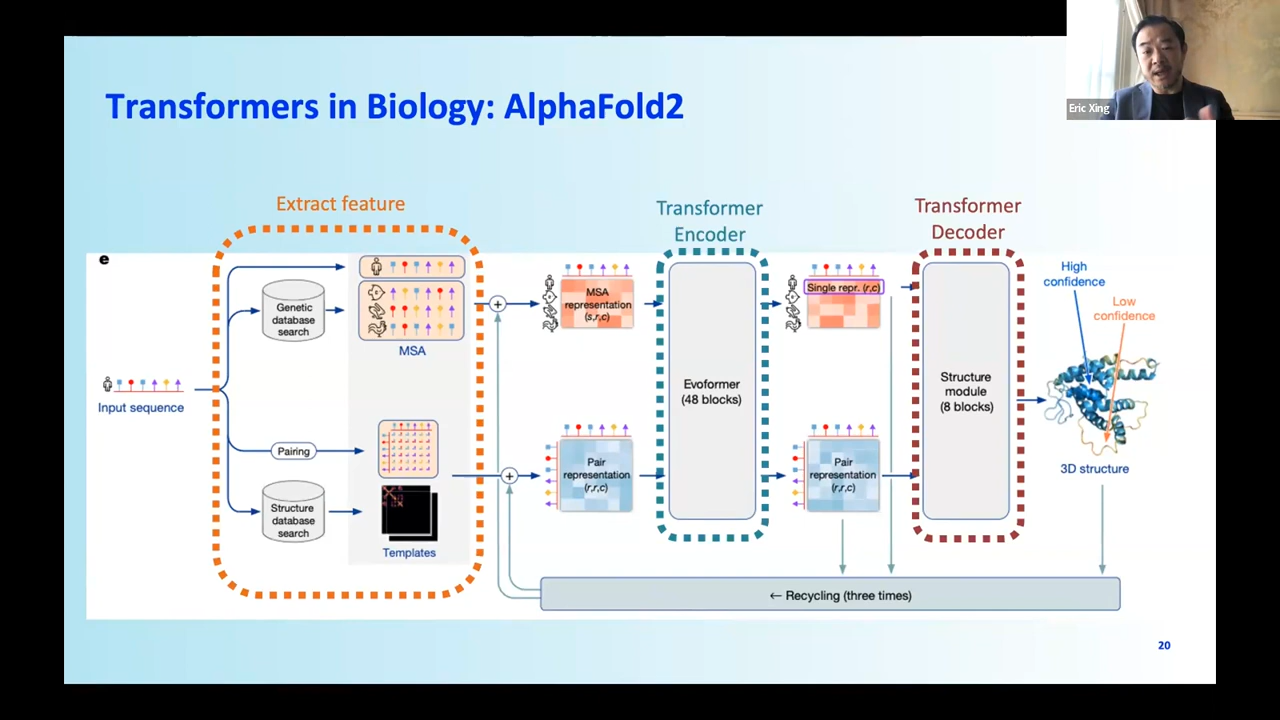 Eric Xing
Transformers in Biology: AlphaFold2
Extract feature
Transformer
Encoder
Transformer
Decoder
e
High
confidence
Low
confidence
Genetic
database
search
MSA
MSA
representation
(s,r,c)
Single repr. (r,c)
Input sequence
Evoformer
(48 blocks)
Structure
module
(8 blocks)
Pairing
Pair
representation
(r,r,c)
Pair
representation
(r,r,c)
3D structure
Structure
database
search
Templates
← Recycling (three times)
20